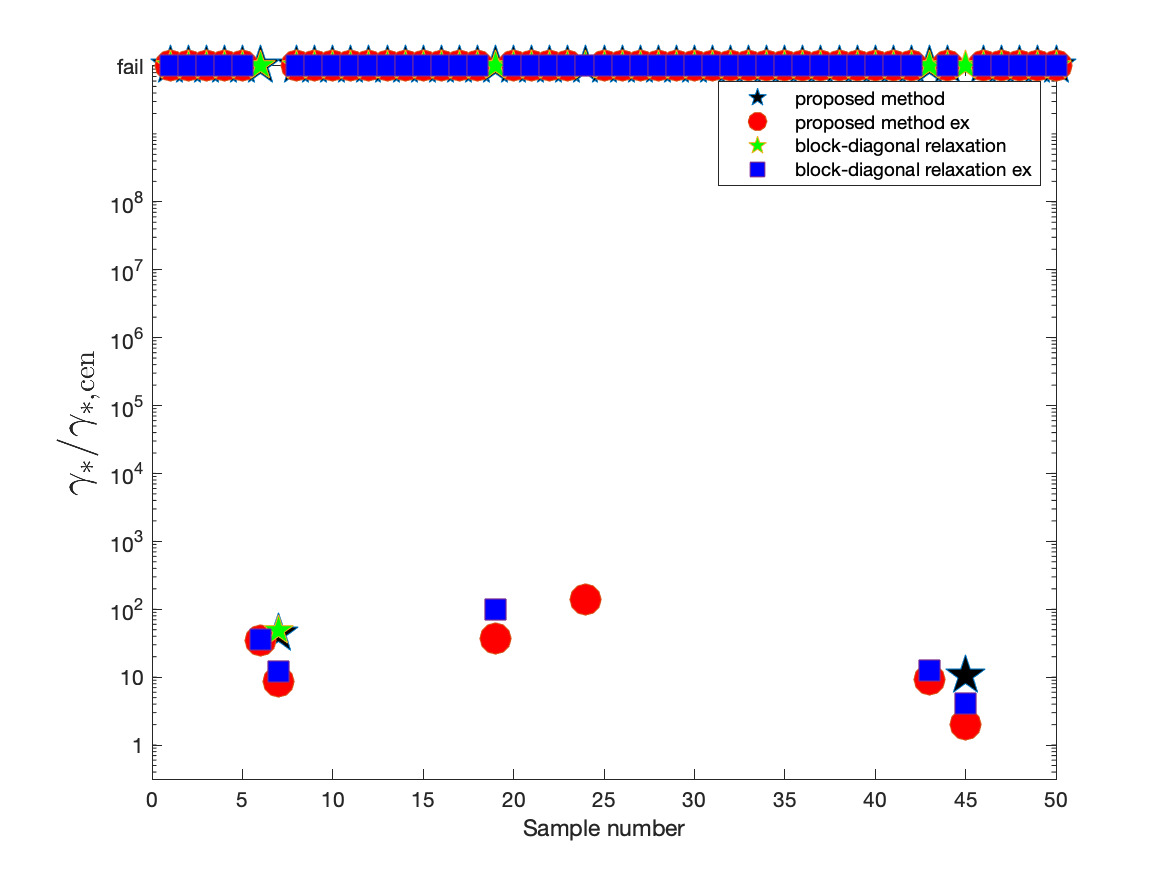 fail
proposed method
proposed method ex
block-diagonal relaxation
block-diagonal relaxation ex
10^8
10^7
10^6
10^5
10^4
10^3
10^2
10
1
γ_*/γ_{*,cen}
0 5 10 15 20 25 30 35 40 45 50
Sample number